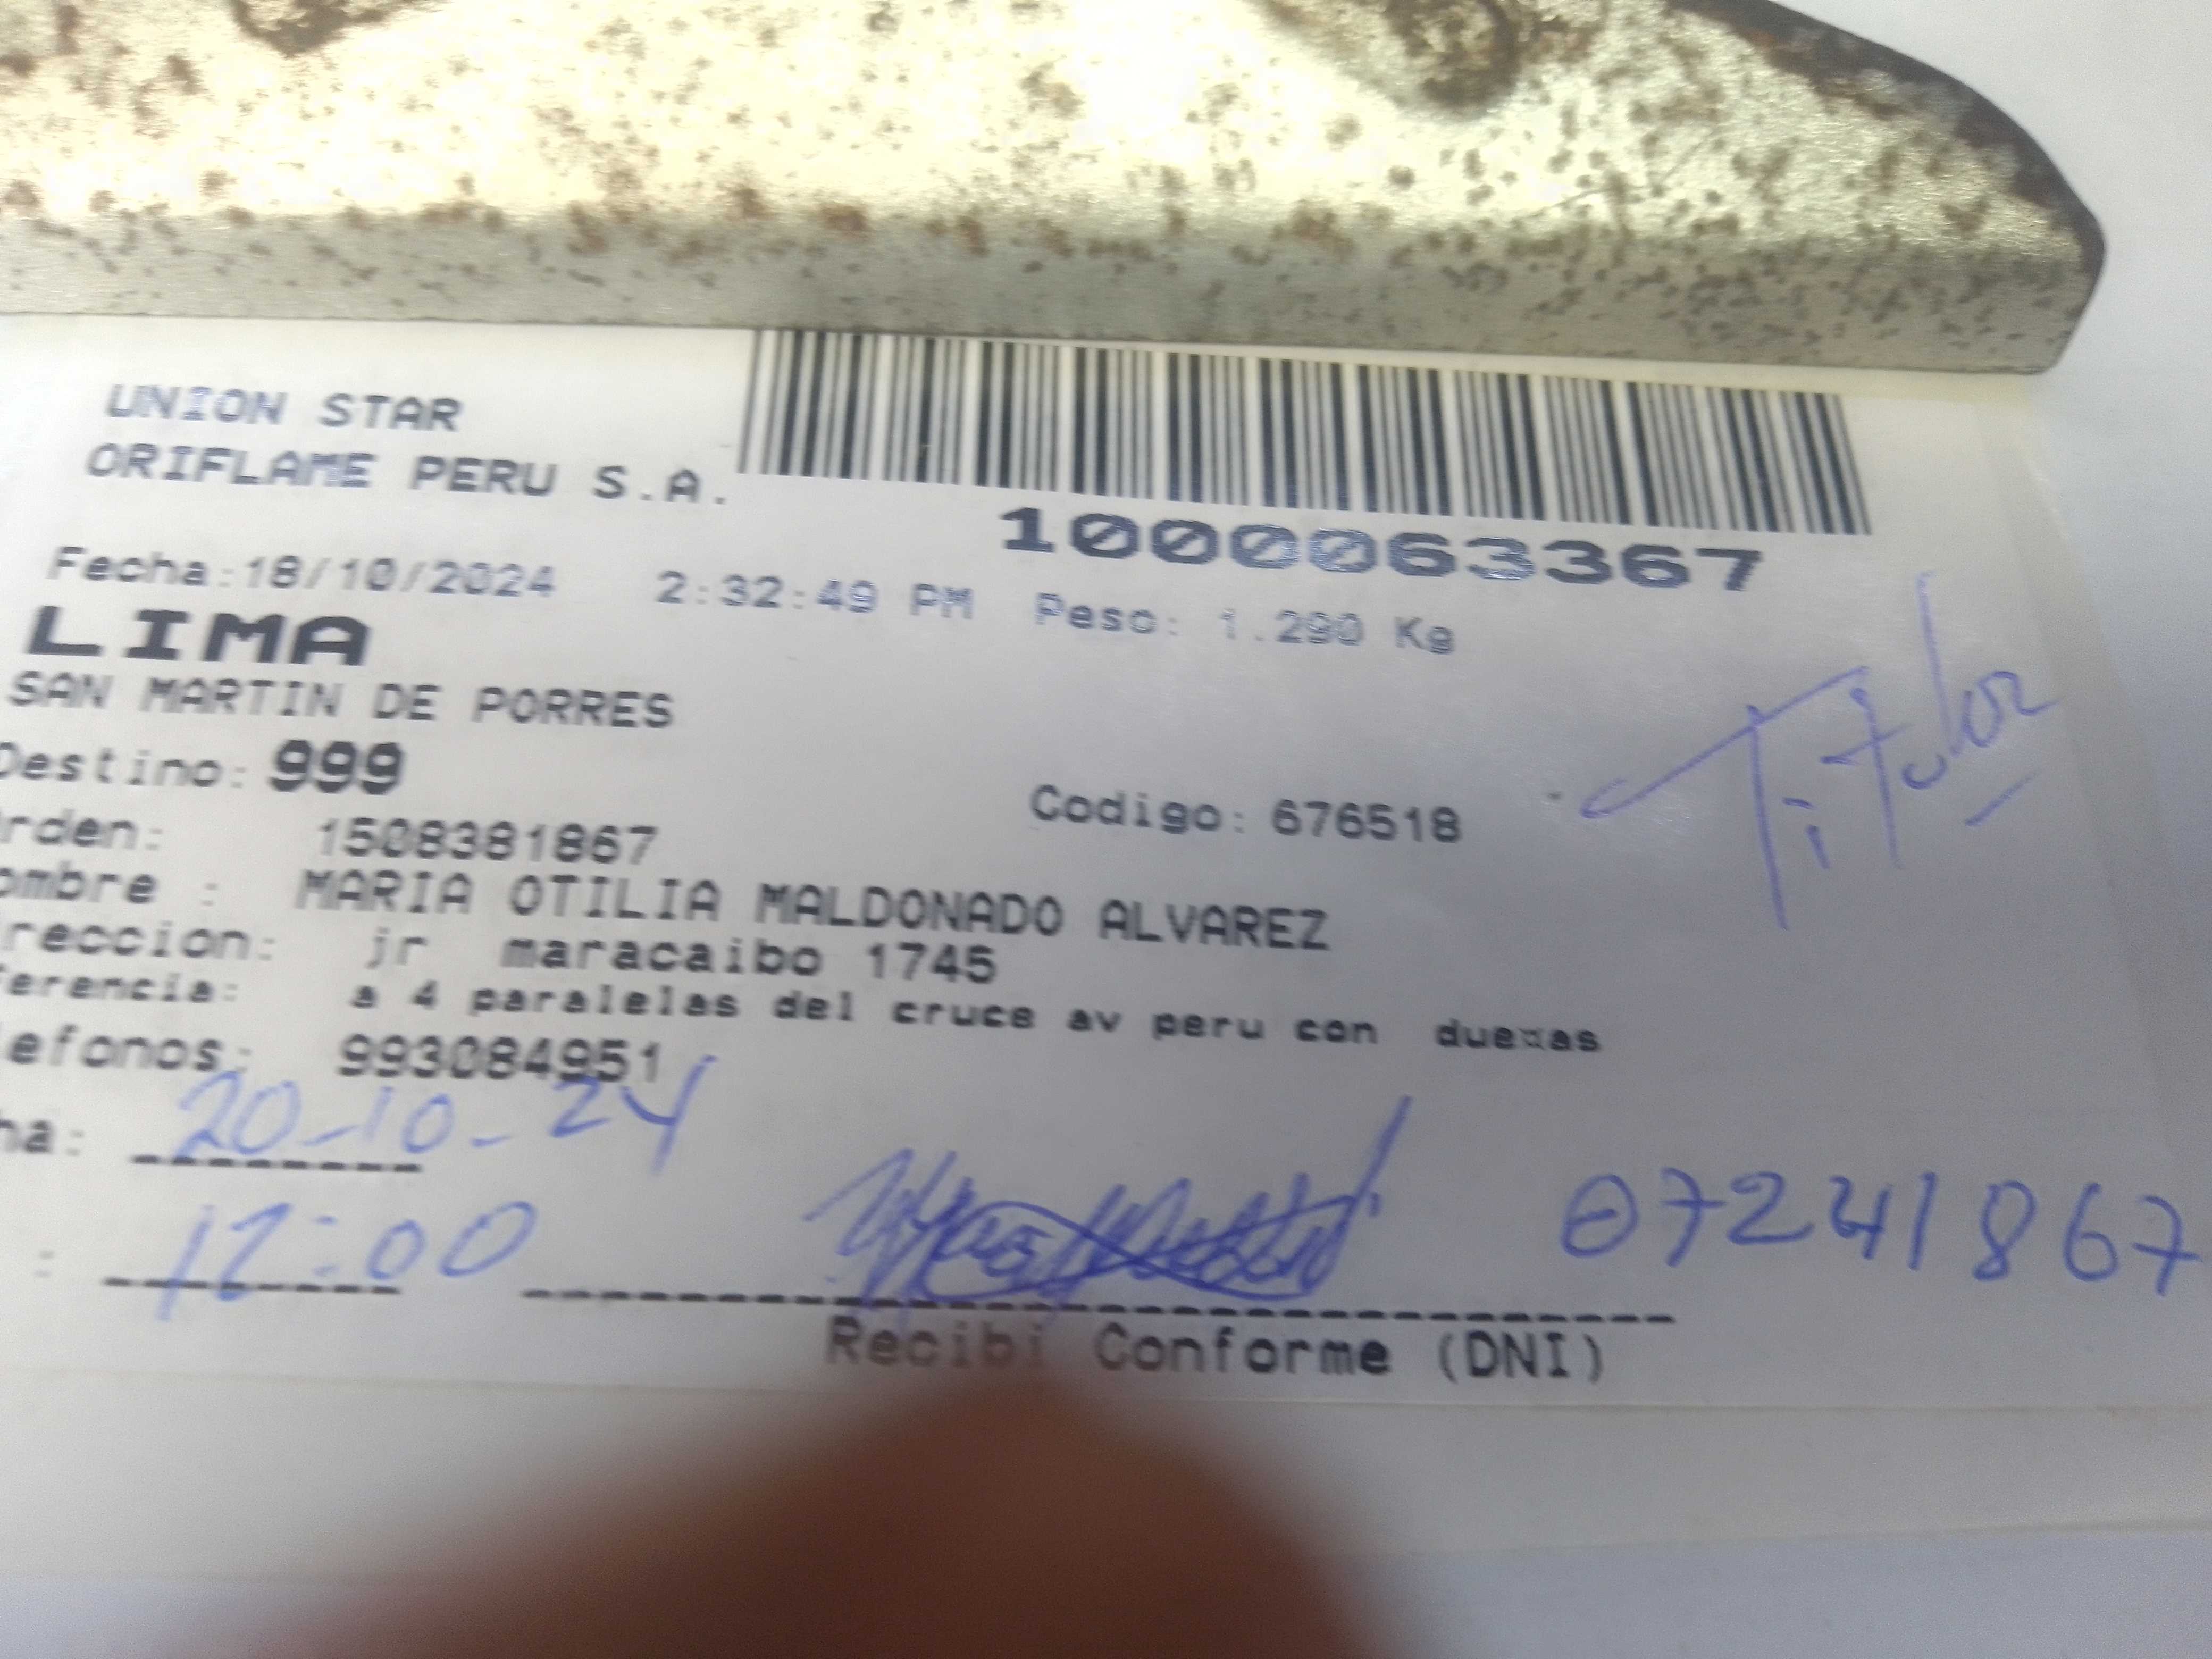 UNION STAR
ORIFLAME PERU S.A.
1000063367
Fecha:18/10/2024 2:32:49 PM Peso: 1.290 Kg
LIMA
SAN MARTIN DE PORRES
Titular
Destino: 999
Codigo: 676518
rden: 1508381867
ombre : MARIA OTILIA MALDONADO ALVAREZ
reccion: jr maracaibo 1745
erencia: a 4 paralelas del cruce av peru con due¤as
lefonos: 993084951
ha: 20-10-24
: 12:00
07241867
Recibi Conforme (DNI)